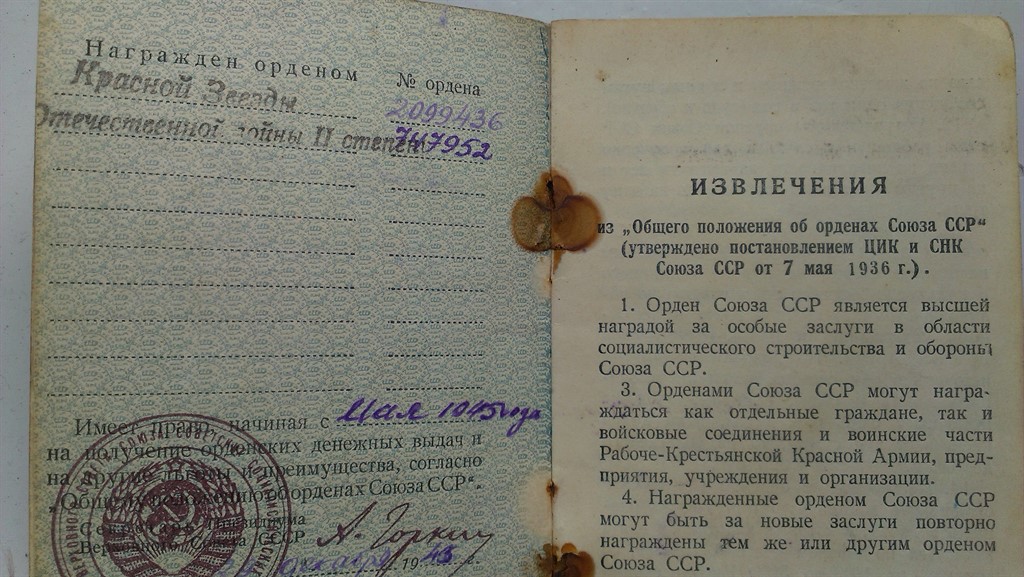 Награжден орденом № ордена
Красной Звезды 2099436
Отечественной войны II степени 747952
Имеет право, начиная с Мая 1945 года
на получение орденских денежных выдач и
на другие льготы и преимущества, согласно
„Общему положению об орденах Союза ССР“.
Секретарь Президиума
Верховного Совета СССР А. Горкин
декабря 19 г.
ИЗВЛЕЧЕНИЯ
из „Общего положения об орденах Союза ССР“
(утверждено постановлением ЦИК и СНК
Союза ССР от 7 мая 1936 г.).
1. Орден Союза ССР является высшей
наградой за особые заслуги в области
социалистического строительства и обороны
Союза ССР.
3. Орденами Союза ССР могут награ-
ждаться как отдельные граждане, так и
войсковые соединения и воинские части
Рабоче-Крестьянской Красной Армии, пред-
приятия, учреждения и организации.
4. Награжденные орденом Союза ССР
могут быть за новые заслуги повторно
награждены тем же или другим орденом
Союза ССР.